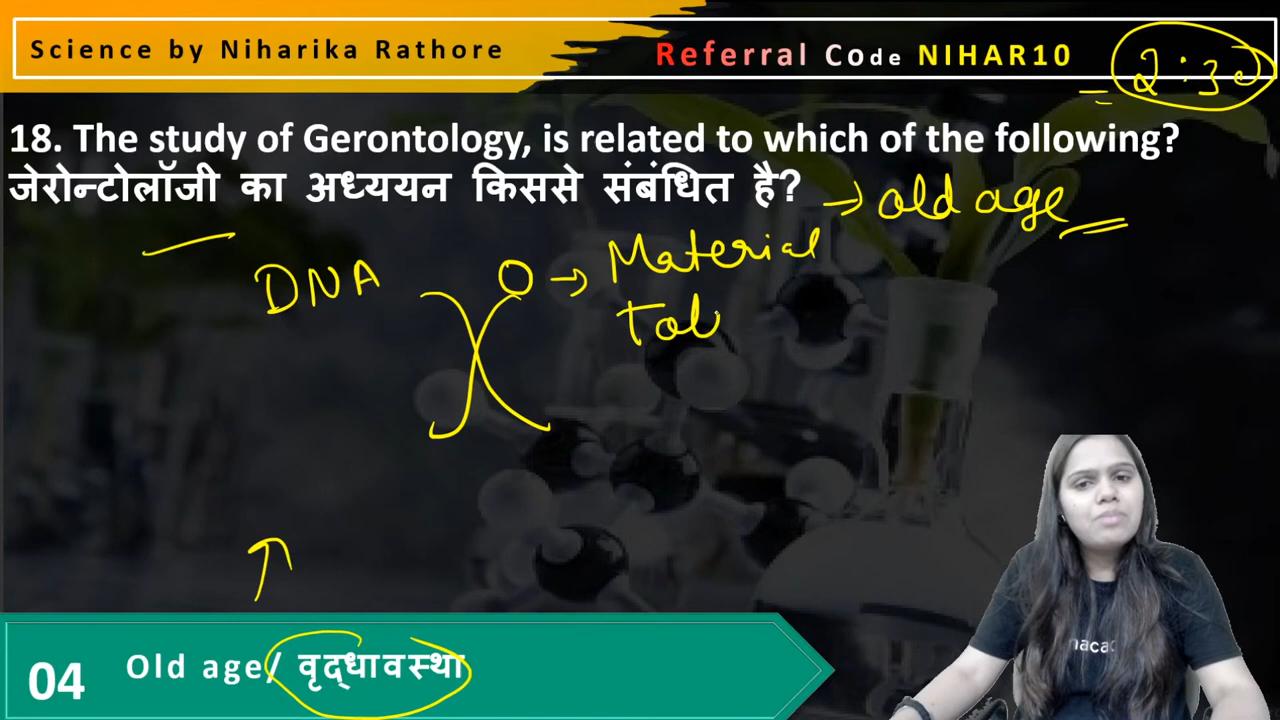 Science by Niharika Rathore
Referral Code NIHAR10
= 2:30
18. The study of Gerontology, is related to which of the following?
जेरोन्टोलॉजी का अध्ययन किससे संबंधित है?
→ old age
DNA
→ Material
tol
04
Old age/ वृद्धावस्था